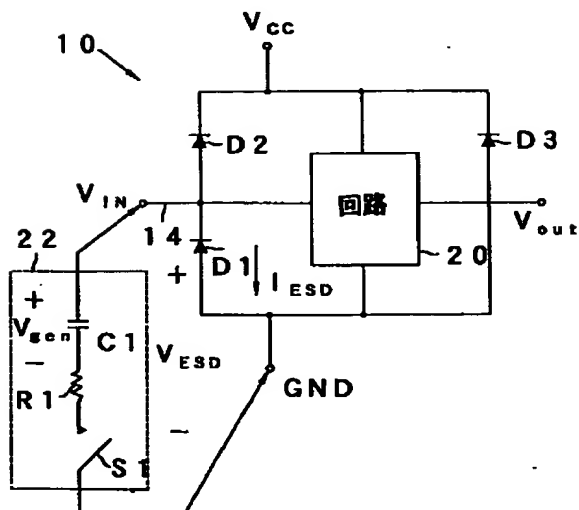 10
Vcc
D2
D3
VIN
回路
Vout
22
14
D1
20
+
IESD
+
Vgen
C1
VESD
-
R1
GND
-
S1